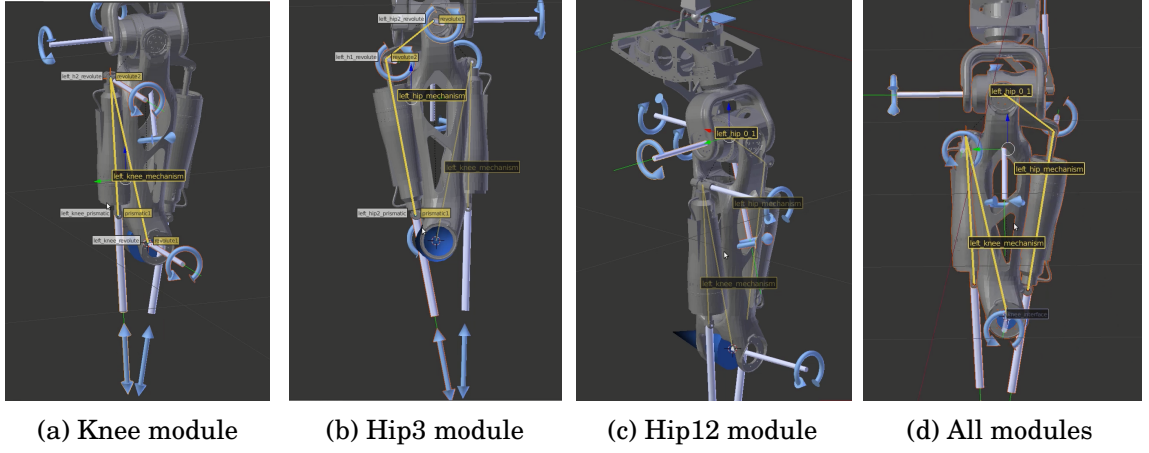 left_h2_revolute revolute2
left_knee_mechanism
left_knee_prismatic prismatic1
left_knee_revolute revolute1
left_hip2_revolute revolute1
left_h1_revolute revolute2
left_hip_mechanism
left_knee_mechanism
left_hip2_prismatic prismatic1
left_hip_0_1
left_hip_mechanism
left_knee_mechanism
left_hip_0_1
left_hip_mechanism
left_knee_mechanism
(a) Knee module
(b) Hip3 module
(c) Hip12 module
(d) All modules